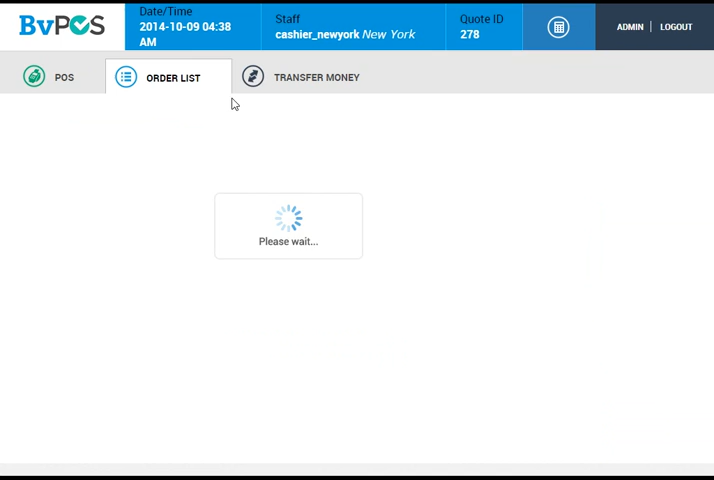 BvPOS
Date/Time
2014-10-09 04:38
AM
Staff
cashier_newyork New York
Quote ID
278
ADMIN
LOGOUT
POS
ORDER LIST
TRANSFER MONEY
Please wait...